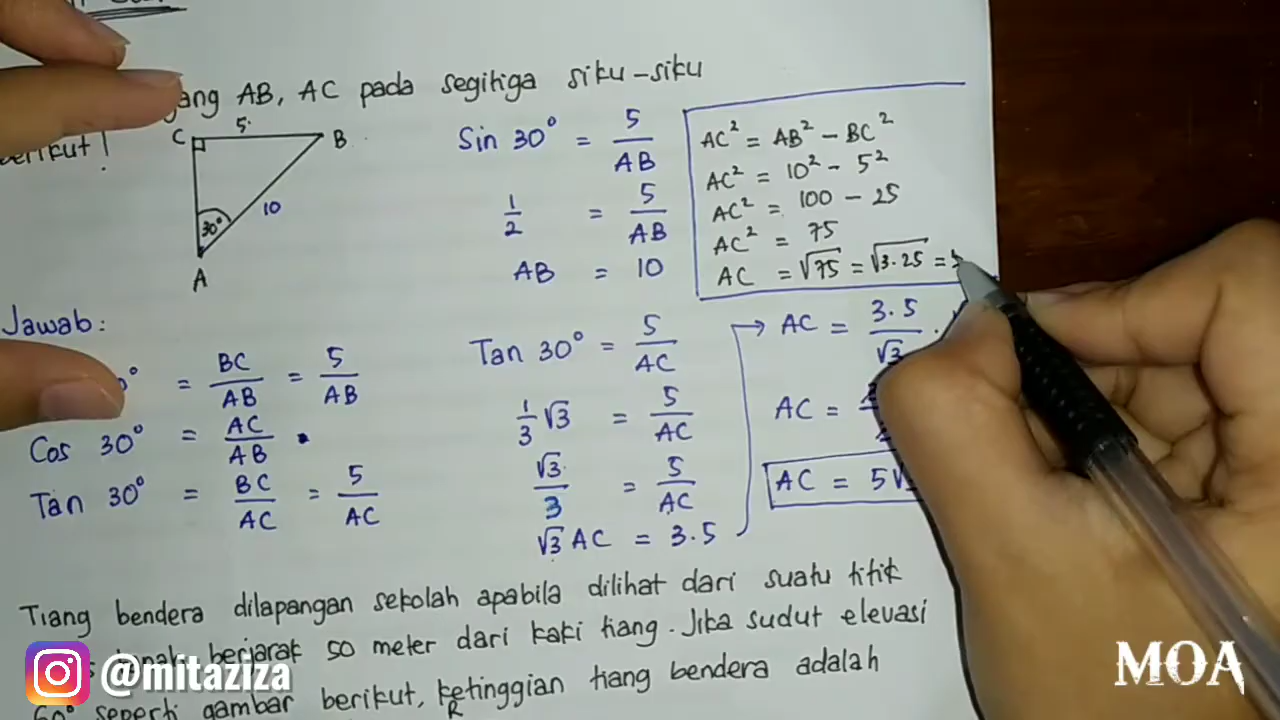 AB, AC pada segitiga siku-siku
berikut!
C 5 B
30° 10
A
Sin 30° = 5/AB
1/2 = 5/AB
AB = 10
AC² = AB² - BC²
AC² = 10² - 5²
AC² = 100 - 25
AC² = 75
AC = √75 = √3.25 =
Jawab:
= BC/AB = 5/AB
Cos 30° = AC/AB
Tan 30° = BC/AC = 5/AC
Tan 30° = 5/AC
1/3 √3 = 5/AC
√3/3 = 5/AC
√3 AC = 3.5
→ AC = 3.5/√3 .
AC =
AC = 5√
Tiang bendera dilapangan sekolah apabila dilihat dari suatu titik
berjarak 50 meter dari kaki tiang. Jika sudut elevasi
60° seperti gambar berikut, ketinggian tiang bendera adalah
R
@mitaziza
MOA